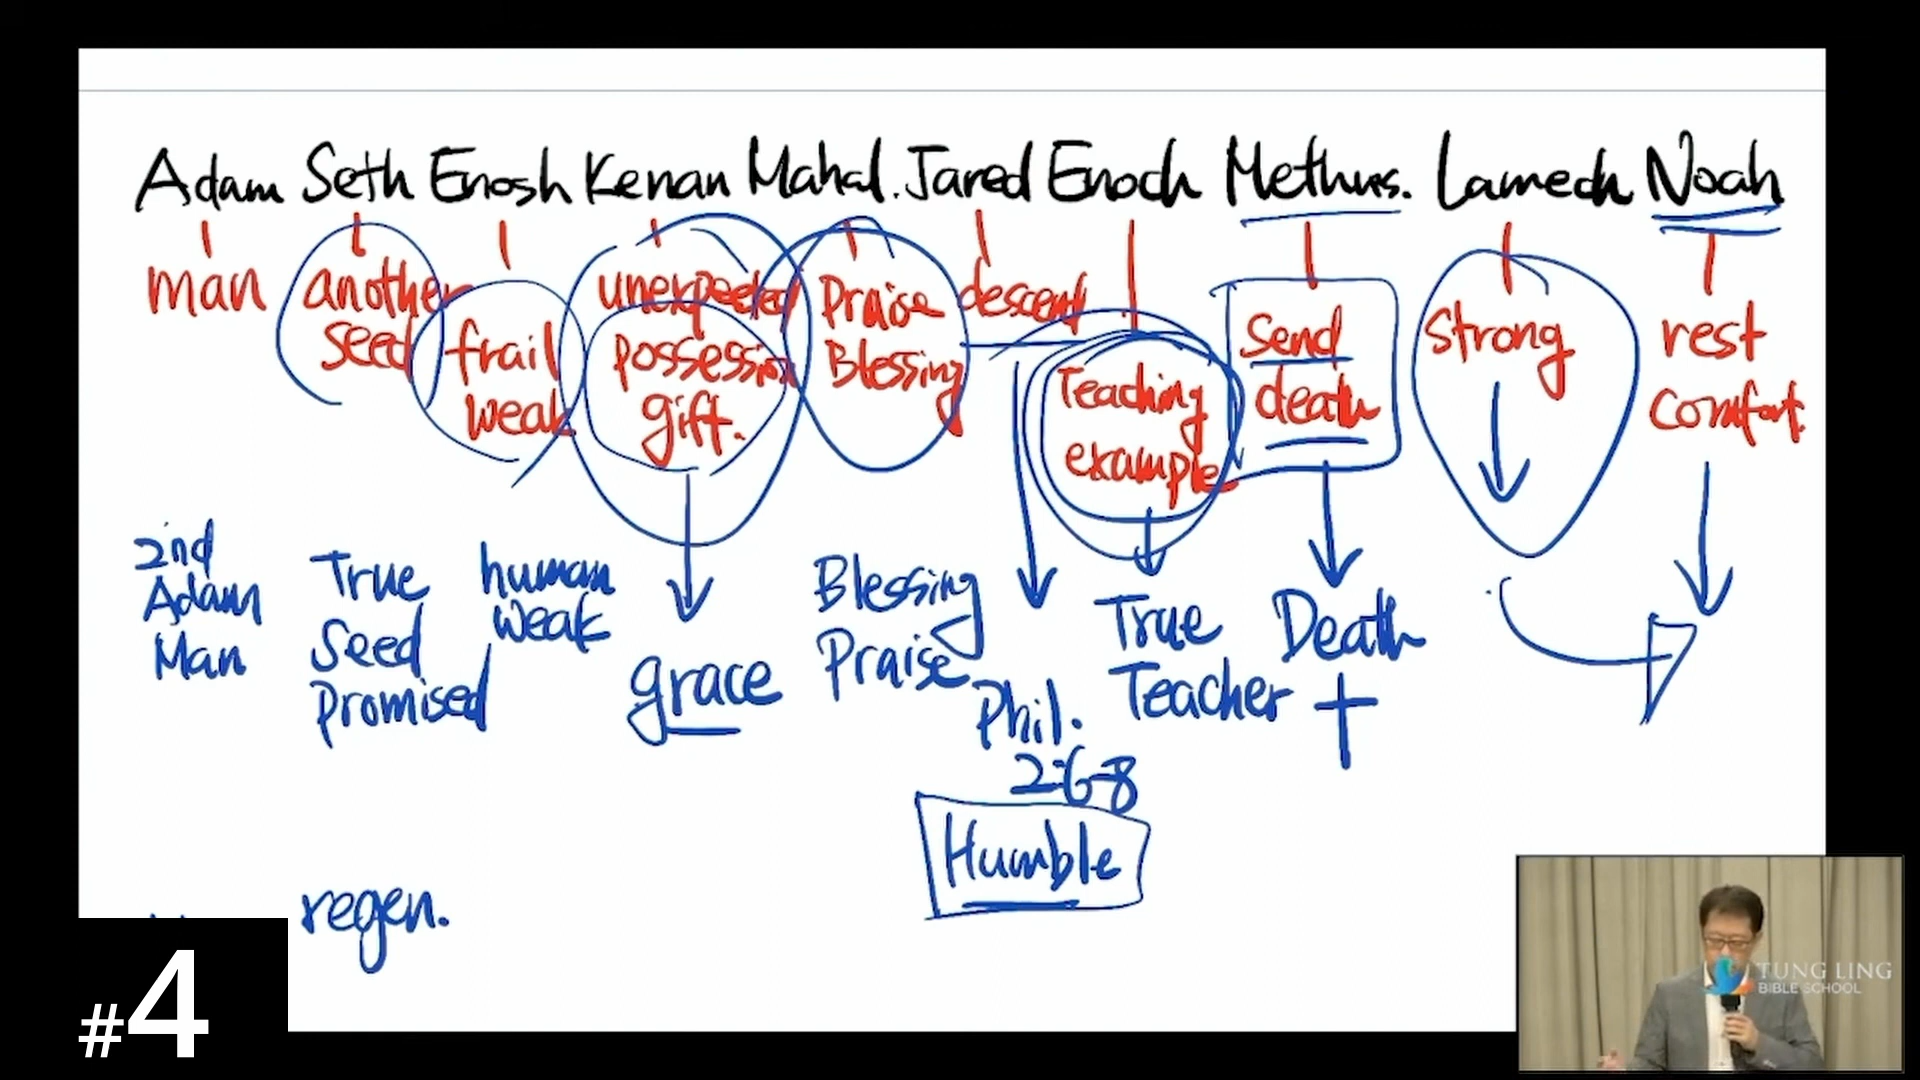 Adam Seth Enosh Kenan Mahal. Jared Enoch Methus. Lamech Noah
man
another
seed
frail
weak
unexpected
possession
gift.
Praise
Blessing
descent
Teaching
example
Send
death
Strong
rest
comfort.
2nd
Adam
Man
True
Seed
Promised
human
weak
grace
Blessing
Praise
Phil.
2:6-8
Humble
True
Teacher
Death
regen.
#4
TUNG LING
BIBLE SCHOOL